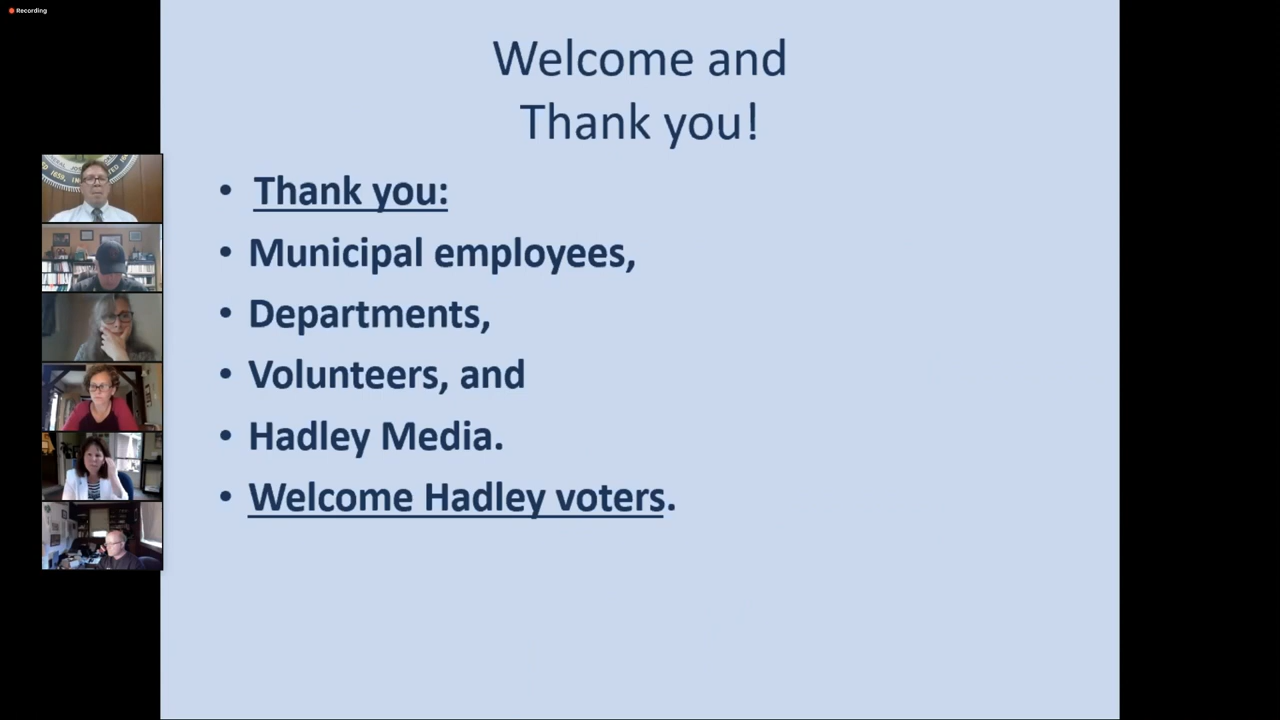 Recording
Welcome and
Thank you!
• Thank you:
• Municipal employees,
• Departments,
• Volunteers, and
• Hadley Media.
• Welcome Hadley voters.